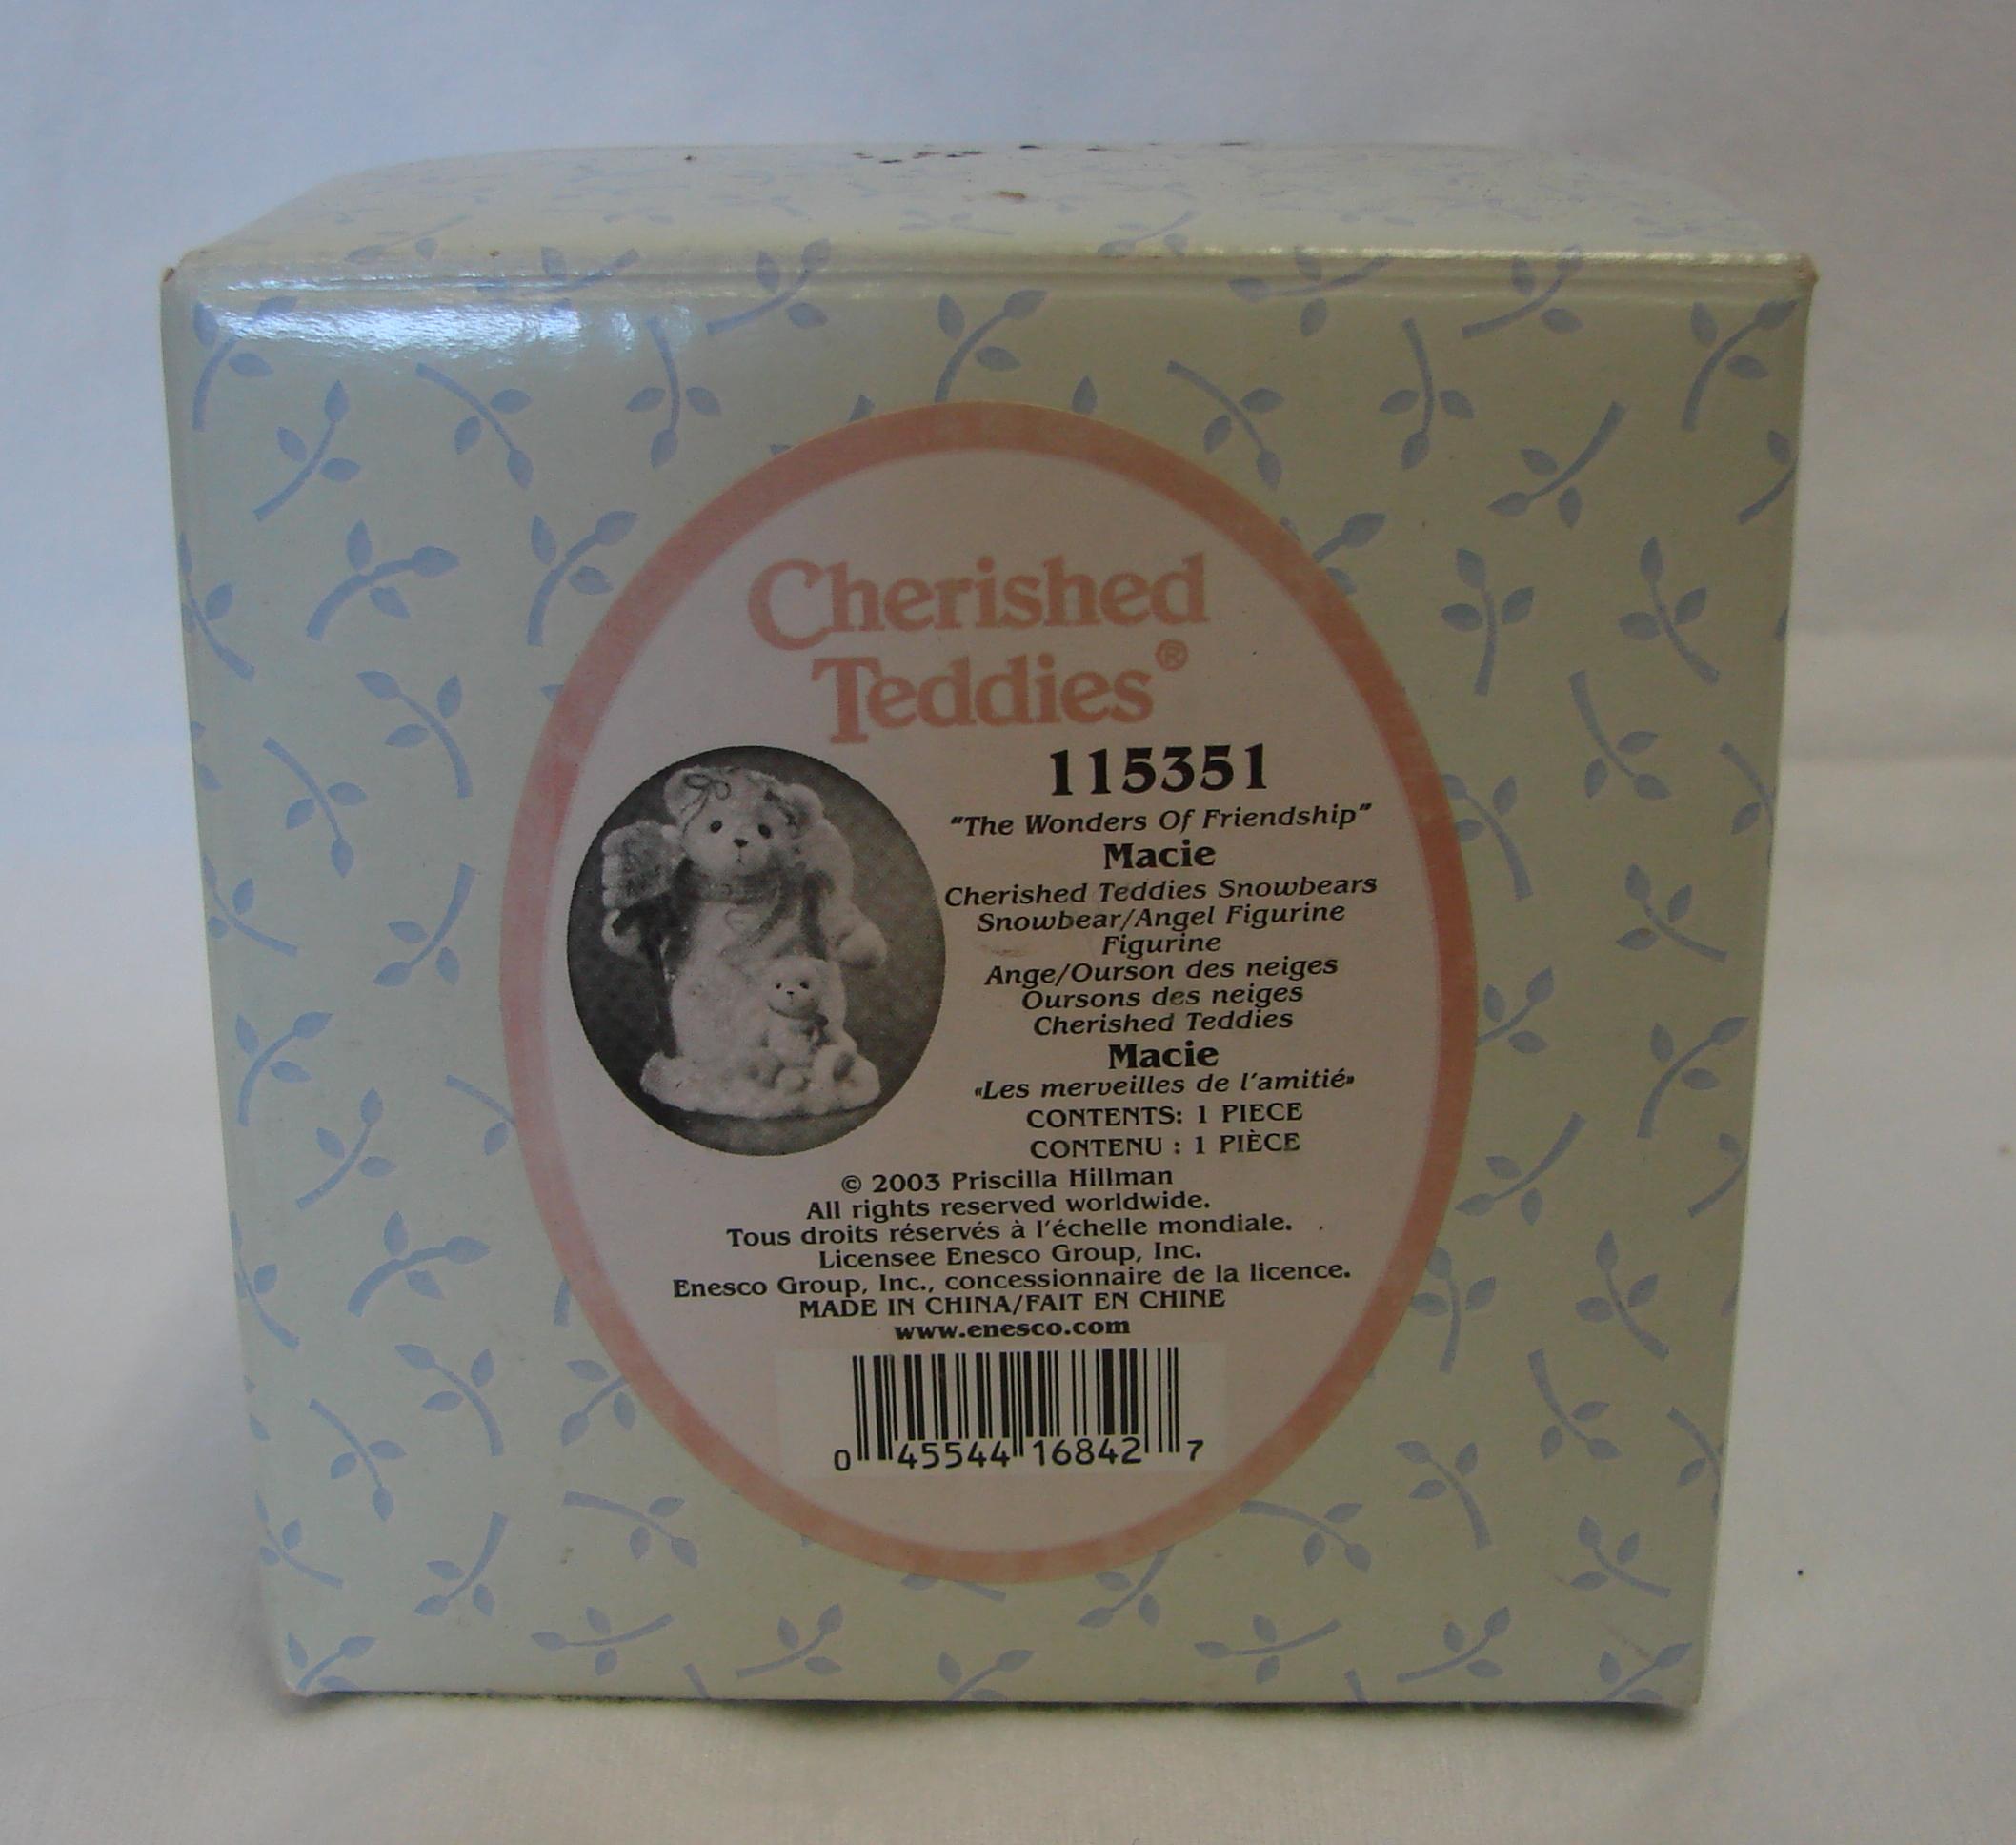 Cherished
Teddies®
115351
"The Wonders Of Friendship"
Macie
Cherished Teddies Snowbears
Snowbear/Angel Figurine
Figurine
Ange/Ourson des neiges
Oursons des neiges
Cherished Teddies
Macie
«Les merveilles de l'amitié»
CONTENTS: 1 PIECE
CONTENU : 1 PIÈCE
© 2003 Priscilla Hillman
All rights reserved worldwide.
Tous droits réservés à l'échelle mondiale.
Licensee Enesco Group, Inc.
Enesco Group, Inc., concessionnaire de la licence.
MADE IN CHINA/FAIT EN CHINE
www.enesco.com
0 45544 16842 7